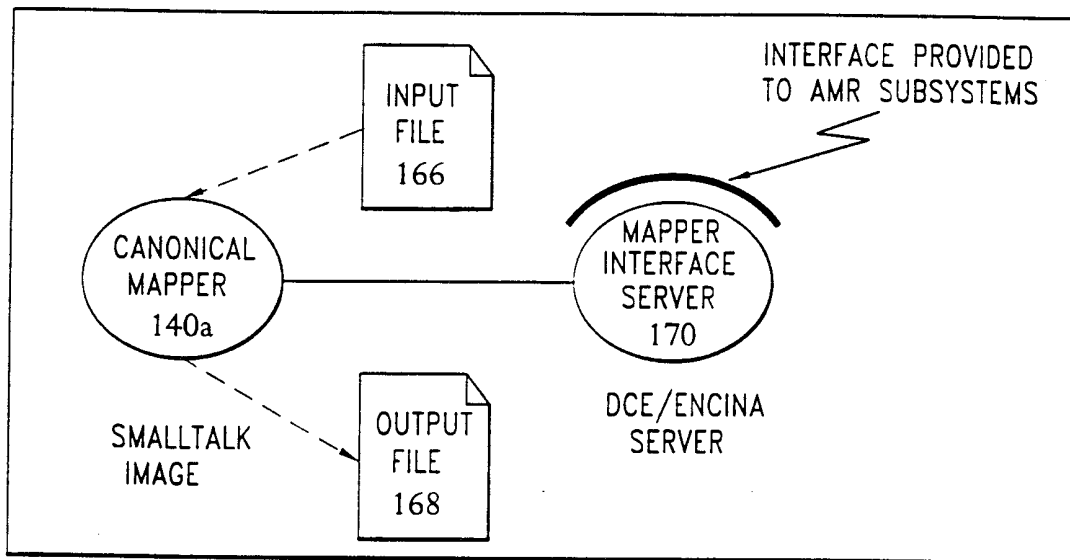 INTERFACE PROVIDED
TO AMR SUBSYSTEMS
INPUT
FILE
166
CANONICAL
MAPPER
140a
MAPPER
INTERFACE
SERVER
170
SMALLTALK
IMAGE
OUTPUT
FILE
168
DCE/ENCINA
SERVER